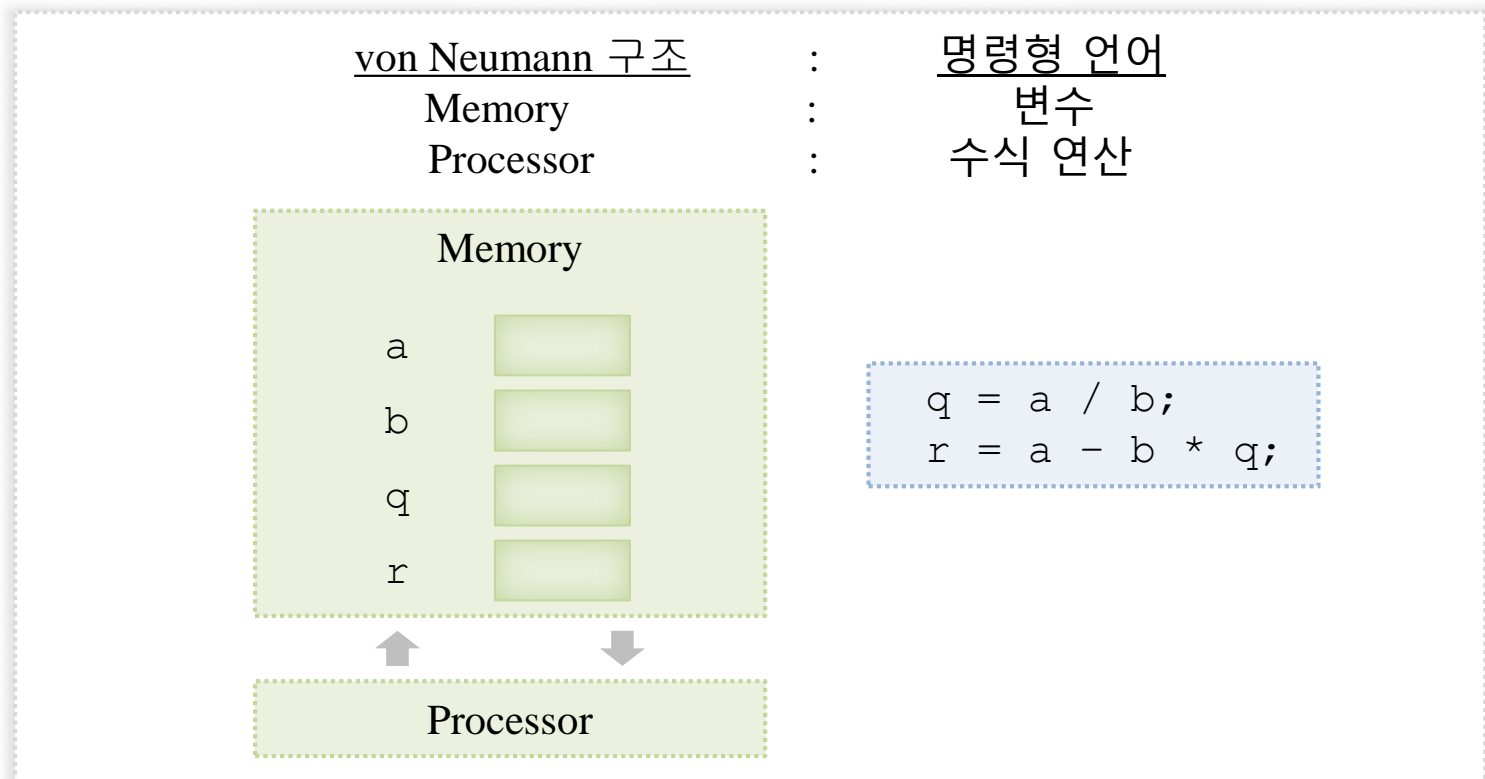 von Neumann 구조 : 명령형 언어
Memory : 변수
Processor : 수식 연산
Memory
a
b
q
r
q = a / b;
r = a – b * q;
Processor